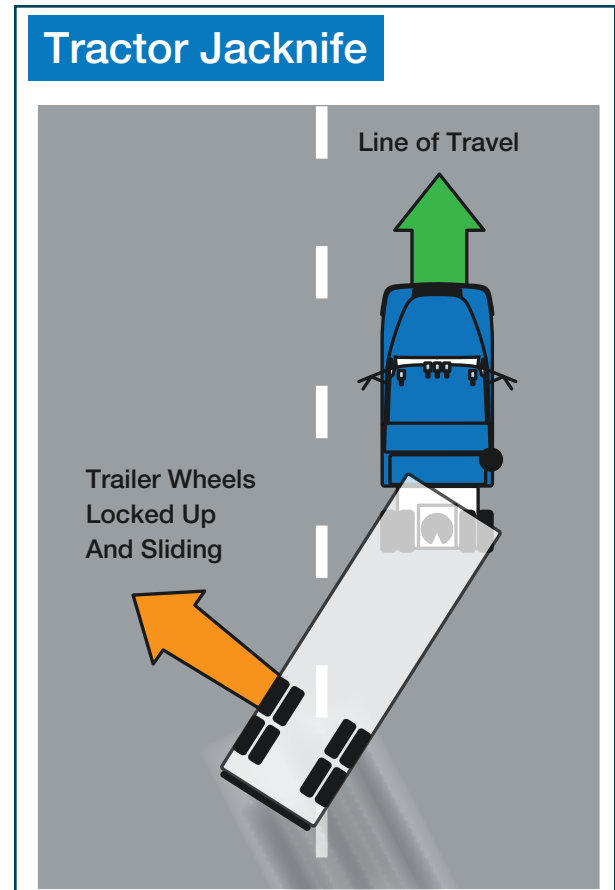 Tractor Jacknife
Line of Travel
Trailer Wheels
Locked Up
And Sliding